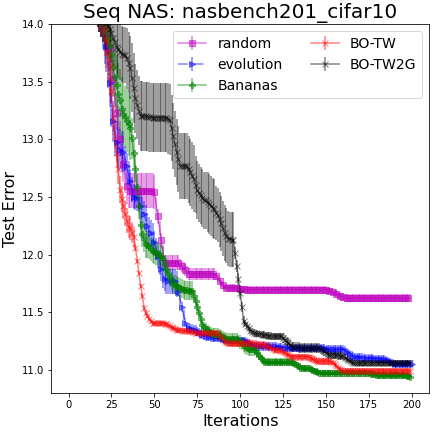 Seq NAS: nasbench201_cifar10
random
evolution
Bananas
BO-TW
BO-TW2G
Test Error
14.0
13.5
13.0
12.5
12.0
11.5
11.0
0 25 50 75 100 125 150 175 200
Iterations